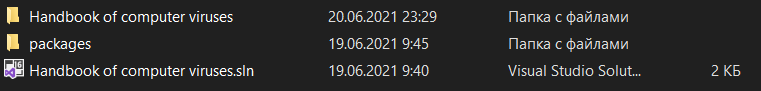 Handbook of computer viruses 20.06.2021 23:29 Папка с файлами
packages 19.06.2021 9:45 Папка с файлами
Handbook of computer viruses.sln 19.06.2021 9:40 Visual Studio Solut... 2 КБ